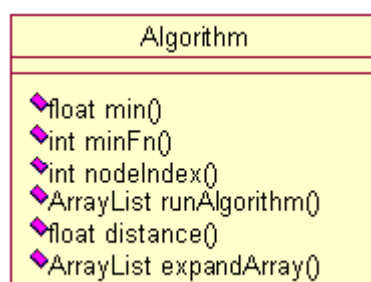 Algorithm
float min()
int minFn()
int nodeIndex()
ArrayList runAlgorithm()
float distance()
ArrayList expandArray()